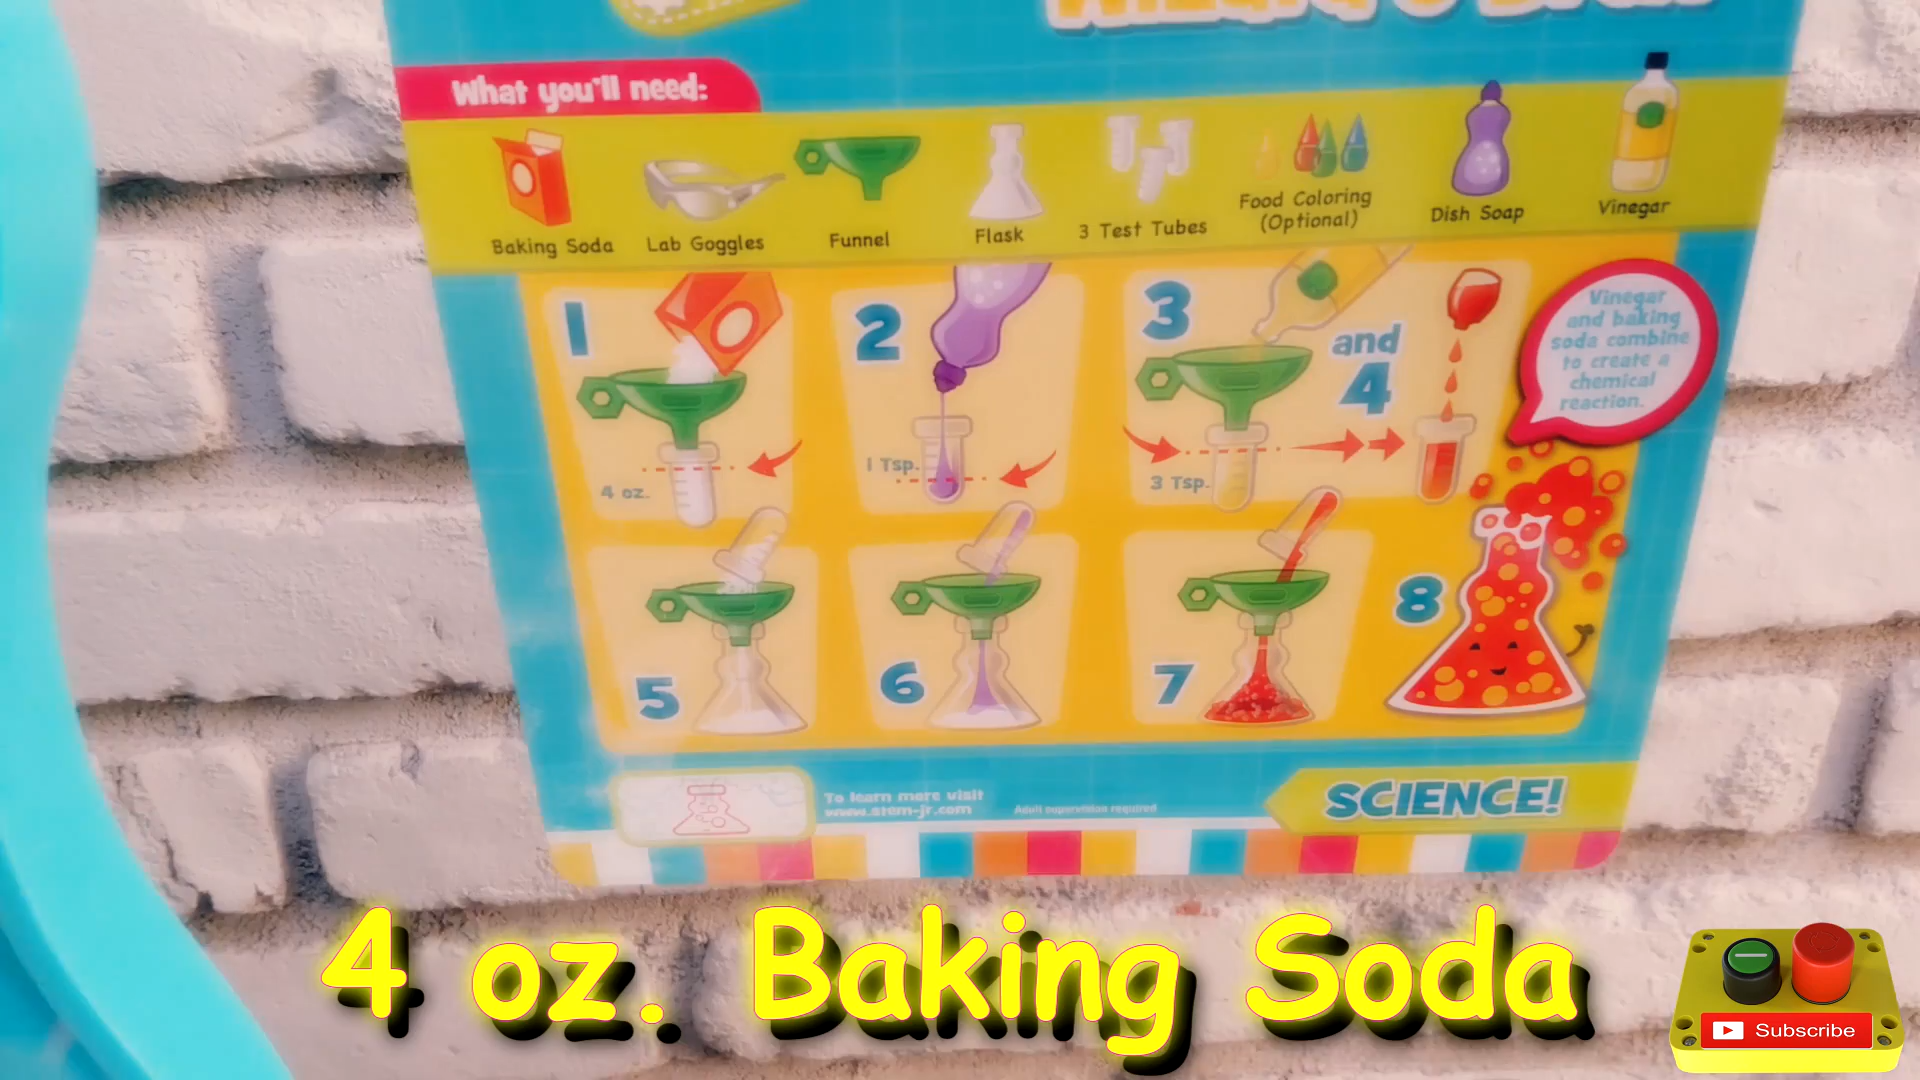 What you'll need:
Baking Soda
Lab Goggles
Funnel
Flask
3 Test Tubes
Food Coloring
(Optional)
Dish Soap
Vinegar
1
4 oz.
2
1 Tsp.
3
and
4
3 Tsp.
Vinegar
and baking
soda combine
to create a
chemical
reaction.
5
6
7
8
To learn more visit
www.stem-jr.com
Adult supervision required
SCIENCE!
4 oz. Baking Soda
Subscribe